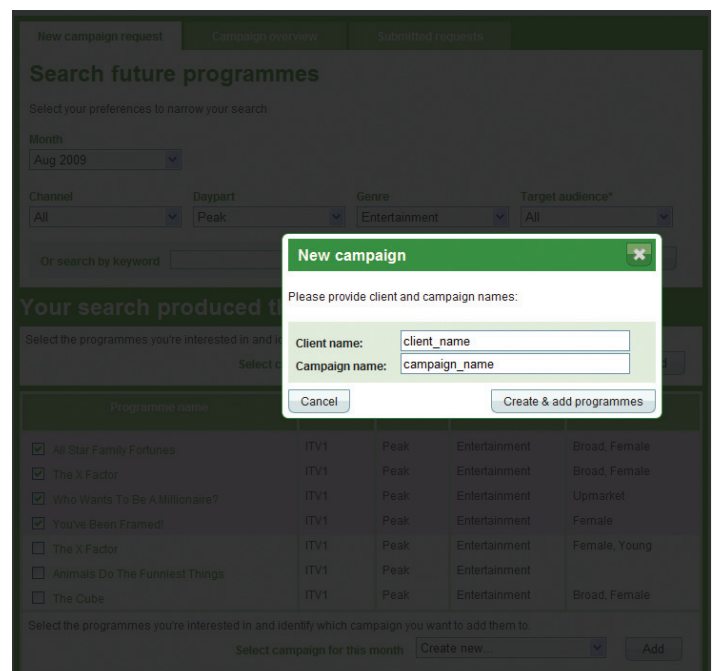 New campaign request Campaign overview Submitted requests
Search future programmes
Select your preferences to narrow your search
Month
Aug 2009
Channel Daypart Genre Target audience*
All Peak Entertainment All
Or search by keyword
New campaign
Please provide client and campaign names:
Client name: client_name
Campaign name: campaign_name
Cancel Create & add programmes
Your search produced
Select the programmes you're interested in and
Select
Programme name
All Star Family Fortunes ITV1 Peak Entertainment Broad, Female
The X Factor ITV1 Peak Entertainment Broad, Female
Who Wants To Be A Millionaire? ITV1 Peak Entertainment Upmarket
You've Been Framed! ITV1 Peak Entertainment Female
The X Factor ITV1 Peak Entertainment Female, Young
Animals Do The Funniest Things ITV1 Peak Entertainment
The Cube ITV1 Peak Entertainment Broad, Female
Select the programmes you're interested in and identify which campaign you want to add them to:
Select campaign for this month Create new... Add